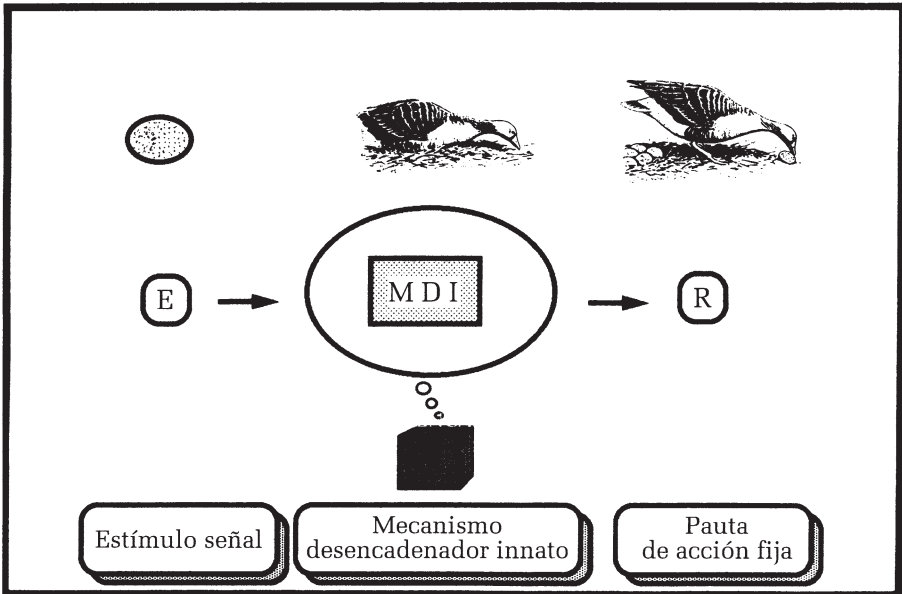 E
M D I
R
Estímulo señal
Mecanismo
desencadenador innato
Pauta
de acción fija